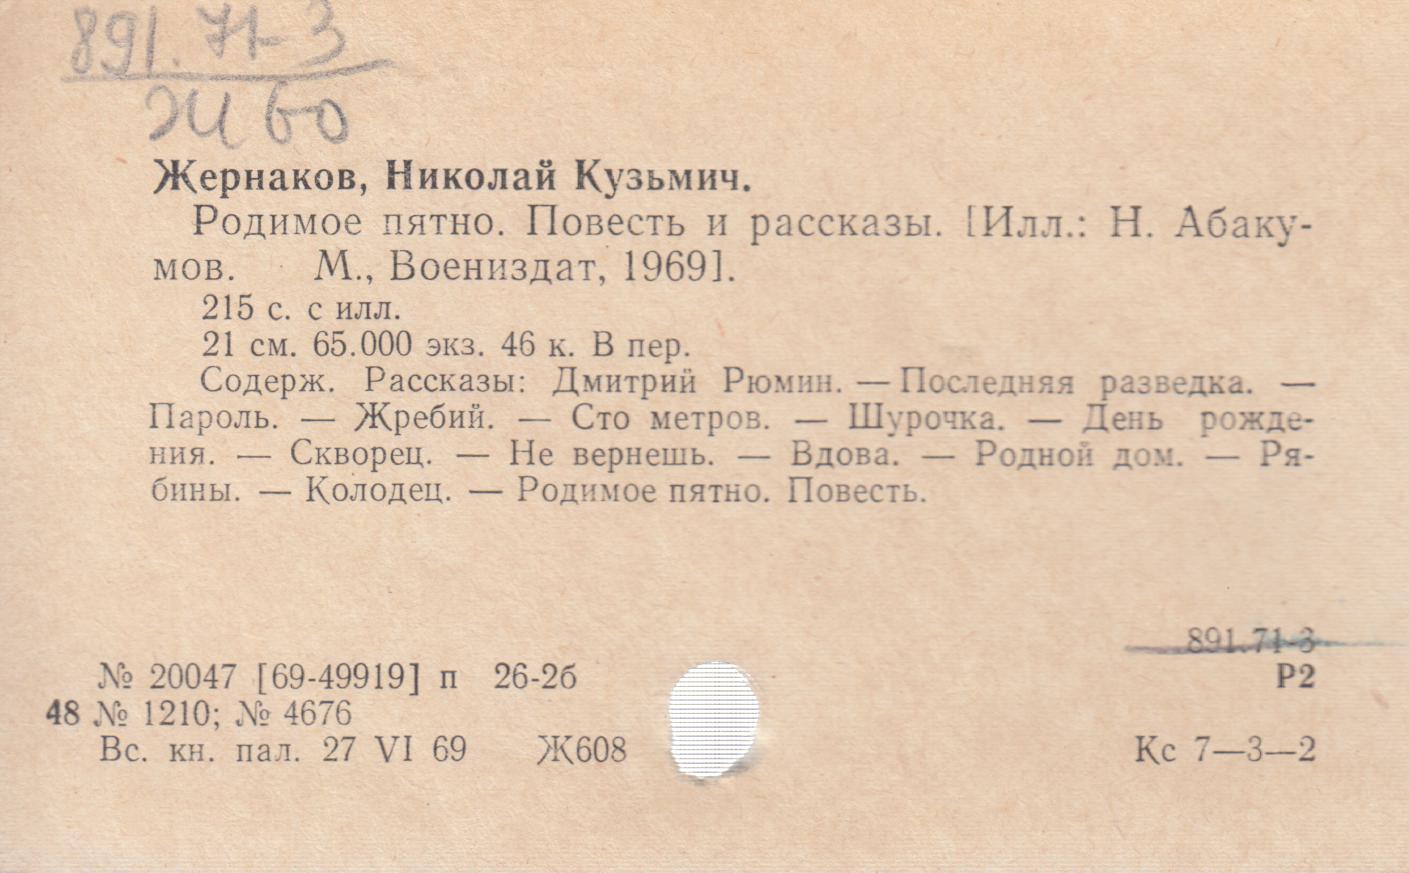 891.71-3
Ж 60
Жернаков, Николай Кузьмич.
Родимое пятно. Повесть и рассказы. [Илл.: Н. Абаку-
мов. М., Воениздат, 1969].
215 с. с илл.
21 см. 65.000 экз. 46 к. В пер.
Содерж. Рассказы: Дмитрий Рюмин. — Последняя разведка. —
Пароль. — Жребий. — Сто метров. — Шурочка. — День рожде-
ния. — Скворец. — Не вернешь. — Вдова. — Родной дом. — Ря-
бины. — Колодец. — Родимое пятно. Повесть.
891.71-3
№ 20047 [69-49919] п 26-2б
Р2
48 № 1210; № 4676
Вс. кн. пал. 27 VI 69 Ж608
Кс 7—3—2